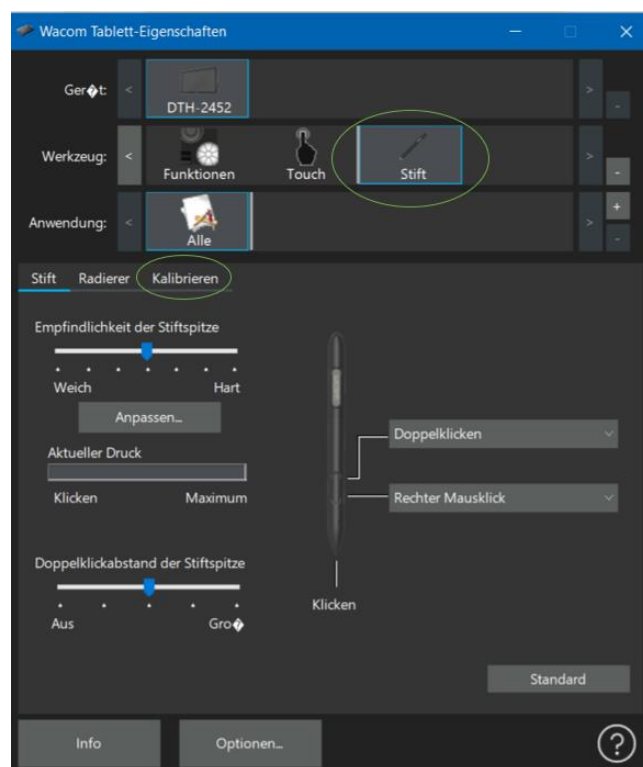 Wacom Tablett-Eigenschaften
Ger�t:
DTH-2452
Werkzeug:
Funktionen Touch Stift
Anwendung:
Alle
Stift Radierer Kalibrieren
Empfindlichkeit der Stiftspitze
Weich Hart
Anpassen...
Doppelklicken
Aktueller Druck
Klicken Maximum
Rechter Mausklick
Doppelklickabstand der Stiftspitze
Aus Gro�
Klicken
Standard
Info Optionen... ?